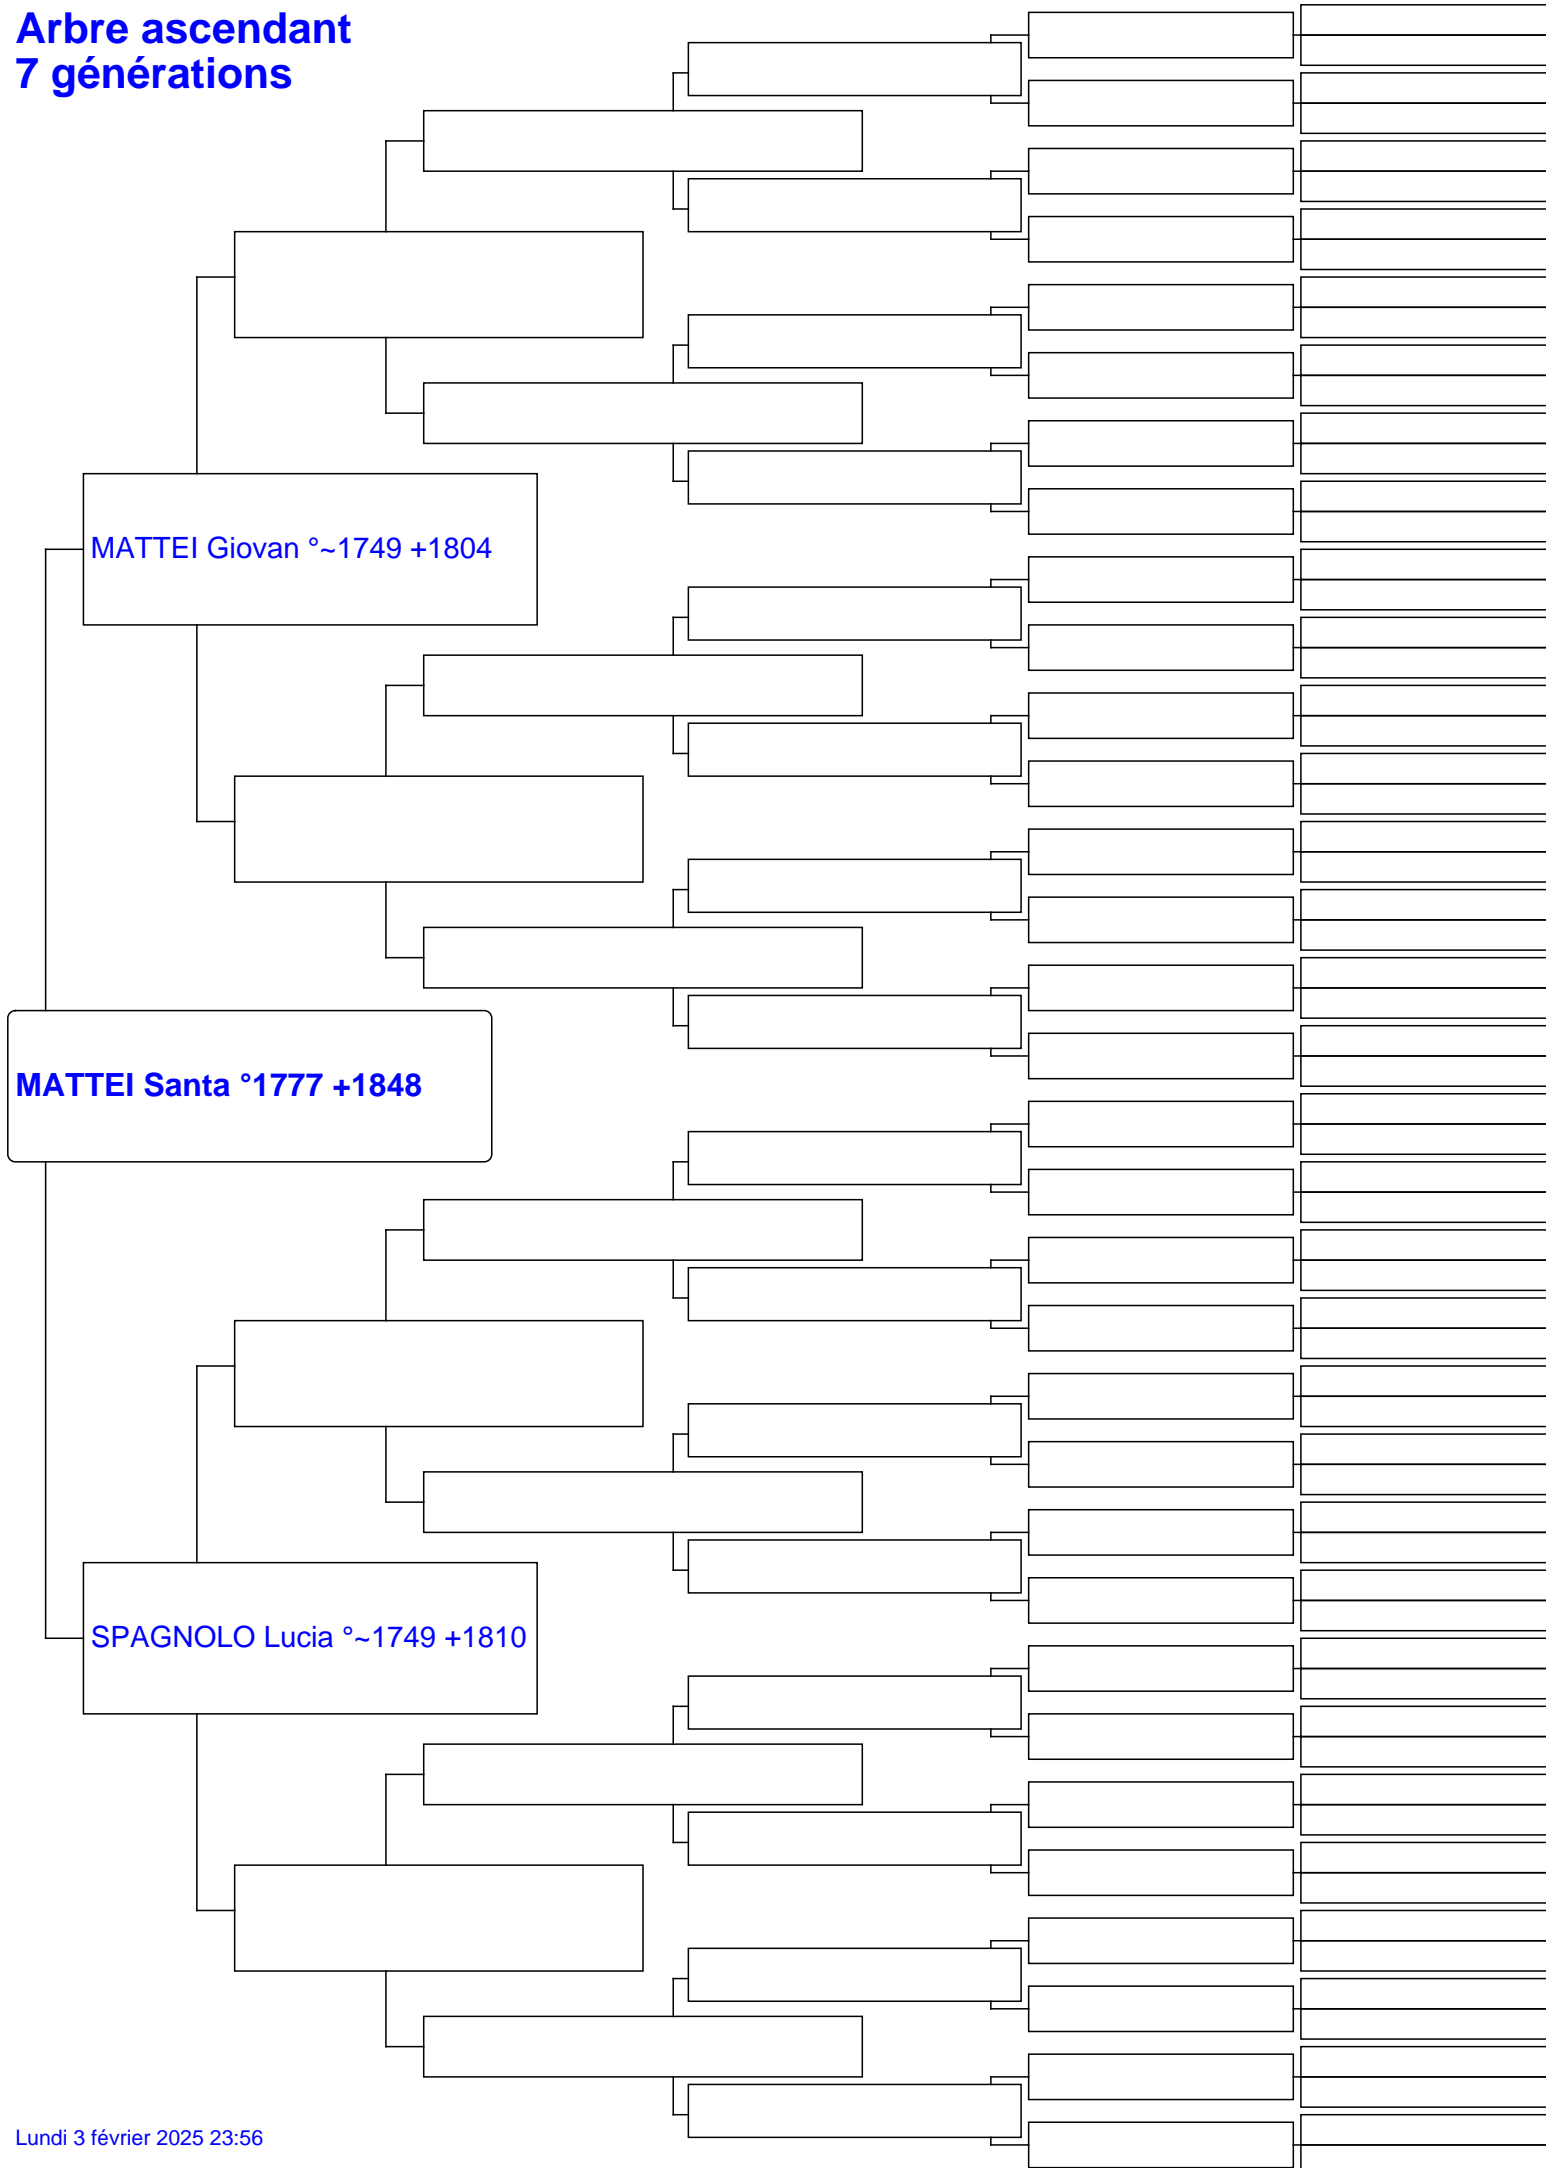 Arbre ascendant
7 générations
MATTEI Giovan °~1749 +1804
MATTEI Santa °1777 +1848
SPAGNOLO Lucia °~1749 +1810
Lundi 3 février 2025 23:56